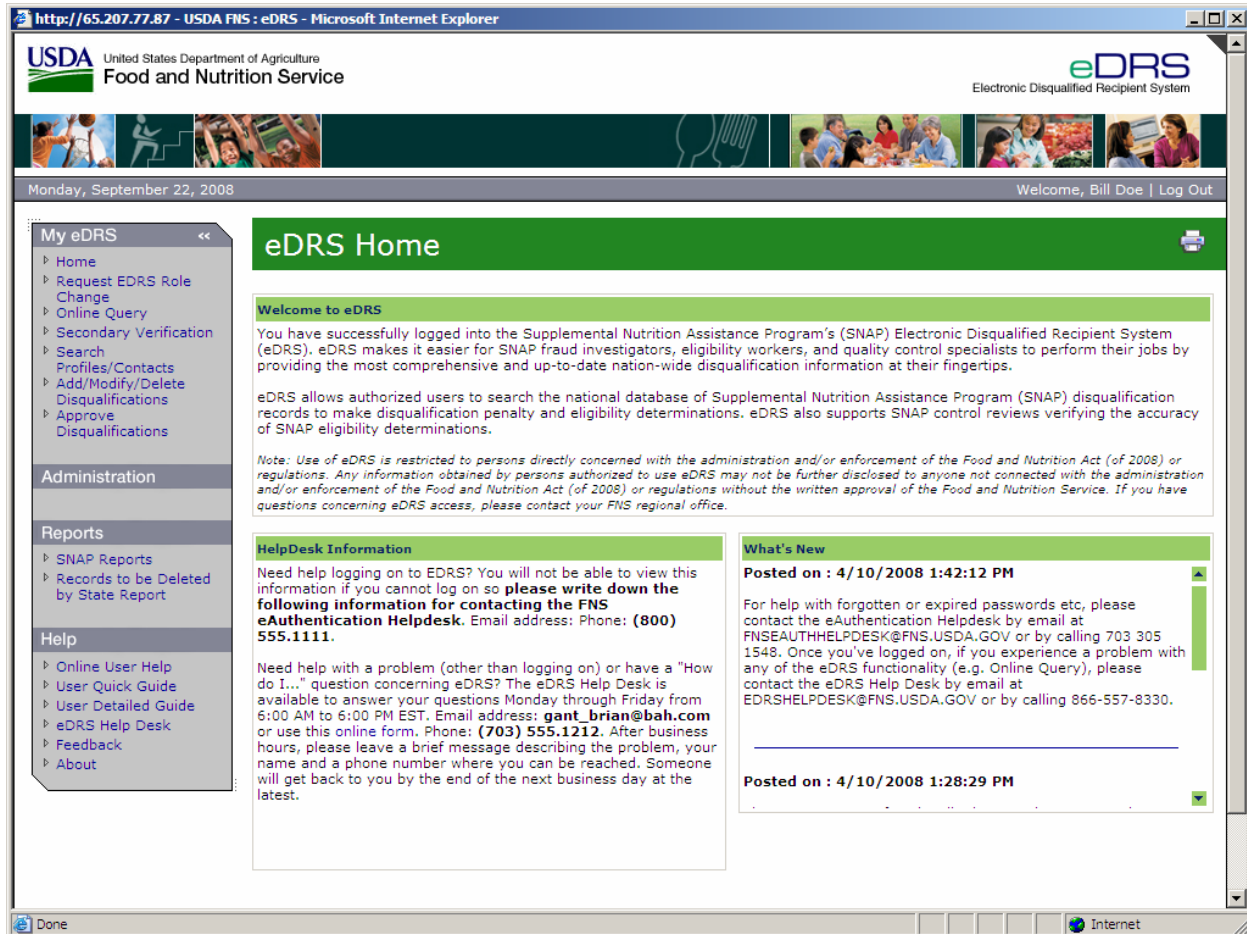 http://65.207.77.87 - USDA FNS : eDRS - Microsoft Internet Explorer
USDA
United States Department of Agriculture
Food and Nutrition Service
eDRS
Electronic Disqualified Recipient System
Monday, September 22, 2008
Welcome, Bill Doe | Log Out
My eDRS <<
Home
Request EDRS Role
Change
Online Query
Secondary Verification
Search
Profiles/Contacts
Add/Modify/Delete
Disqualifications
Approve
Disqualifications
Administration
Reports
SNAP Reports
Records to be Deleted
by State Report
Help
Online User Help
User Quick Guide
User Detailed Guide
eDRS Help Desk
Feedback
About
eDRS Home
Welcome to eDRS
You have successfully logged into the Supplemental Nutrition Assistance Program's (SNAP) Electronic Disqualified Recipient System
(eDRS). eDRS makes it easier for SNAP fraud investigators, eligibility workers, and quality control specialists to perform their jobs by
providing the most comprehensive and up-to-date nation-wide disqualification information at their fingertips.
eDRS allows authorized users to search the national database of Supplemental Nutrition Assistance Program (SNAP) disqualification
records to make disqualification penalty and eligibility determinations. eDRS also supports SNAP control reviews verifying the accuracy
of SNAP eligibility determinations.
Note: Use of eDRS is restricted to persons directly concerned with the administration and/or enforcement of the Food and Nutrition Act (of 2008) or
regulations. Any information obtained by persons authorized to use eDRS may not be further disclosed to anyone not connected with the administration
and/or enforcement of the Food and Nutrition Act (of 2008) or regulations without the written approval of the Food and Nutrition Service. If you have
questions concerning eDRS access, please contact your FNS regional office.
HelpDesk Information
Need help logging on to EDRS? You will not be able to view this
information if you cannot log on so please write down the
following information for contacting the FNS
eAuthentication Helpdesk. Email address: Phone: (800)
555.1111.
Need help with a problem (other than logging on) or have a "How
do I..." question concerning eDRS? The eDRS Help Desk is
available to answer your questions Monday through Friday from
6:00 AM to 6:00 PM EST. Email address: gant_brian@bah.com
or use this online form. Phone: (703) 555.1212. After business
hours, please leave a brief message describing the problem, your
name and a phone number where you can be reached. Someone
will get back to you by the end of the next business day at the
latest.
What's New
Posted on : 4/10/2008 1:42:12 PM
For help with forgotten or expired passwords etc, please
contact the eAuthentication Helpdesk by email at
FNSEAUTHHELPDESK@FNS.USDA.GOV or by calling 703 305
1548. Once you've logged on, if you experience a problem with
any of the eDRS functionality (e.g. Online Query), please
contact the eDRS Help Desk by email at
EDRSHELPDESK@FNS.USDA.GOV or by calling 866-557-8330.
Posted on : 4/10/2008 1:28:29 PM
Done
Internet